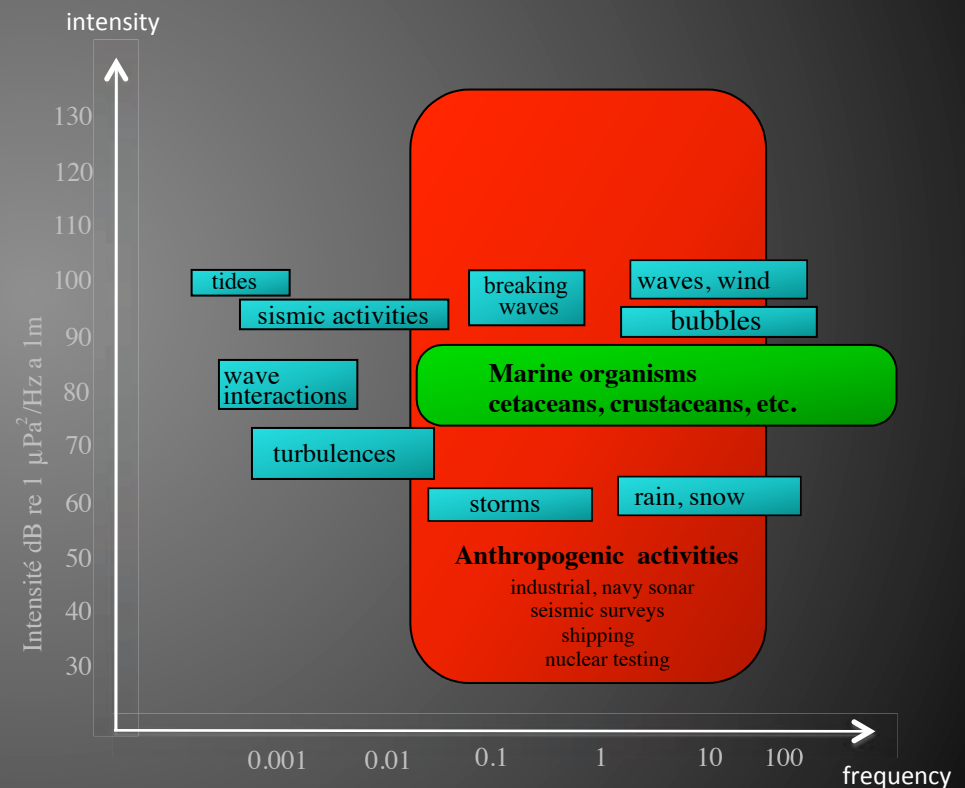 intensity
130
120
110
100
90
80
70
60
50
40
30
Intensité dB re 1 μPa²/Hz a 1m
tides
sismic activities
breaking
waves
waves, wind
bubbles
wave
interactions
Marine organisms
cetaceans, crustaceans, etc.
turbulences
storms
rain, snow
Anthropogenic activities
industrial, navy sonar
seismic surveys
shipping
nuclear testing
0.001 0.01 0.1 1 10 100
frequency